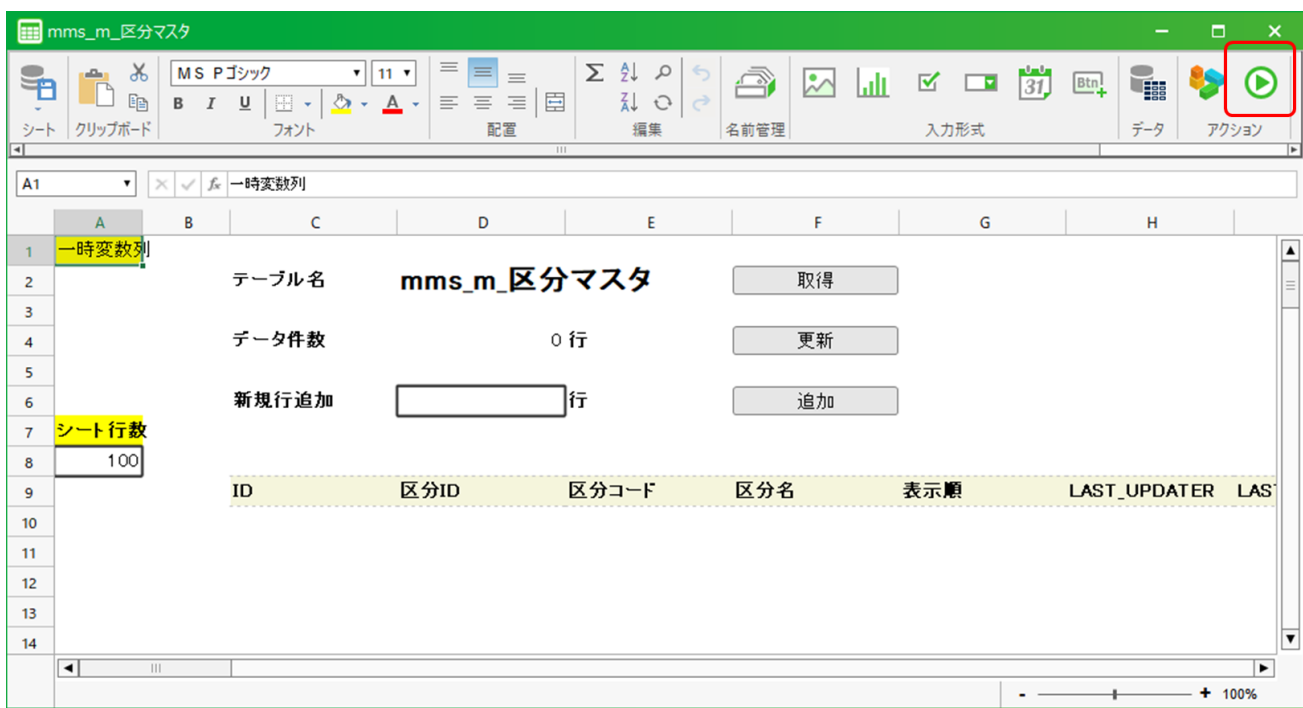 mms_m_区分マスタ
MS Pゴシック 11
B I U A
Σ A Z Z A 31 Btn
シート クリップボード フォント 配置 編集 名前管理 入力形式 データ アクション
A1 fx 一時変数列
A B C D E F G H
1 一時変数列
2 テーブル名 mms_m_区分マスタ 取得
3
4 データ件数 0 行 更新
5
6 新規行追加 行 追加
7 シート行数
8 100
9 ID 区分ID 区分コード 区分名 表示順 LAST_UPDATER LAS
10
11
12
13
14
- + 100%